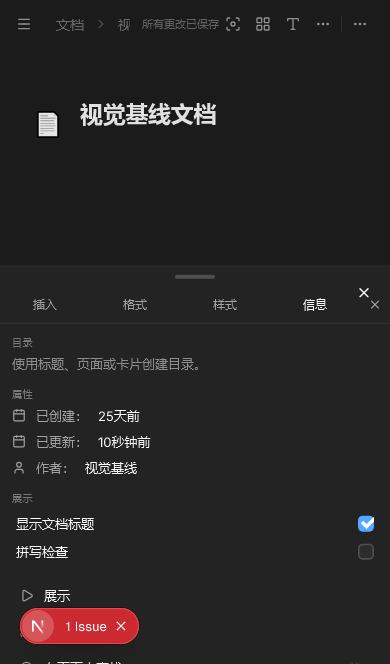 文档 > 视 所有更改已保存
视觉基线文档
插入 格式 样式 信息
目录
使用标题、页面或卡片创建目录。
属性
已创建： 25天前
已更新： 10秒钟前
作者： 视觉基线
展示
显示文档标题
拼写检查
展示
N 1 Issue